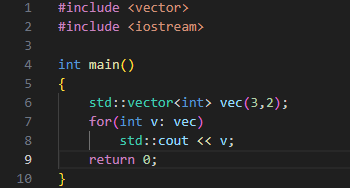 1 #include <vector>
2 #include <iostream>
3
4 int main()
5 {
6     std::vector<int> vec(3,2);
7     for(int v: vec)
8         std::cout << v;
9     return 0;
10 }